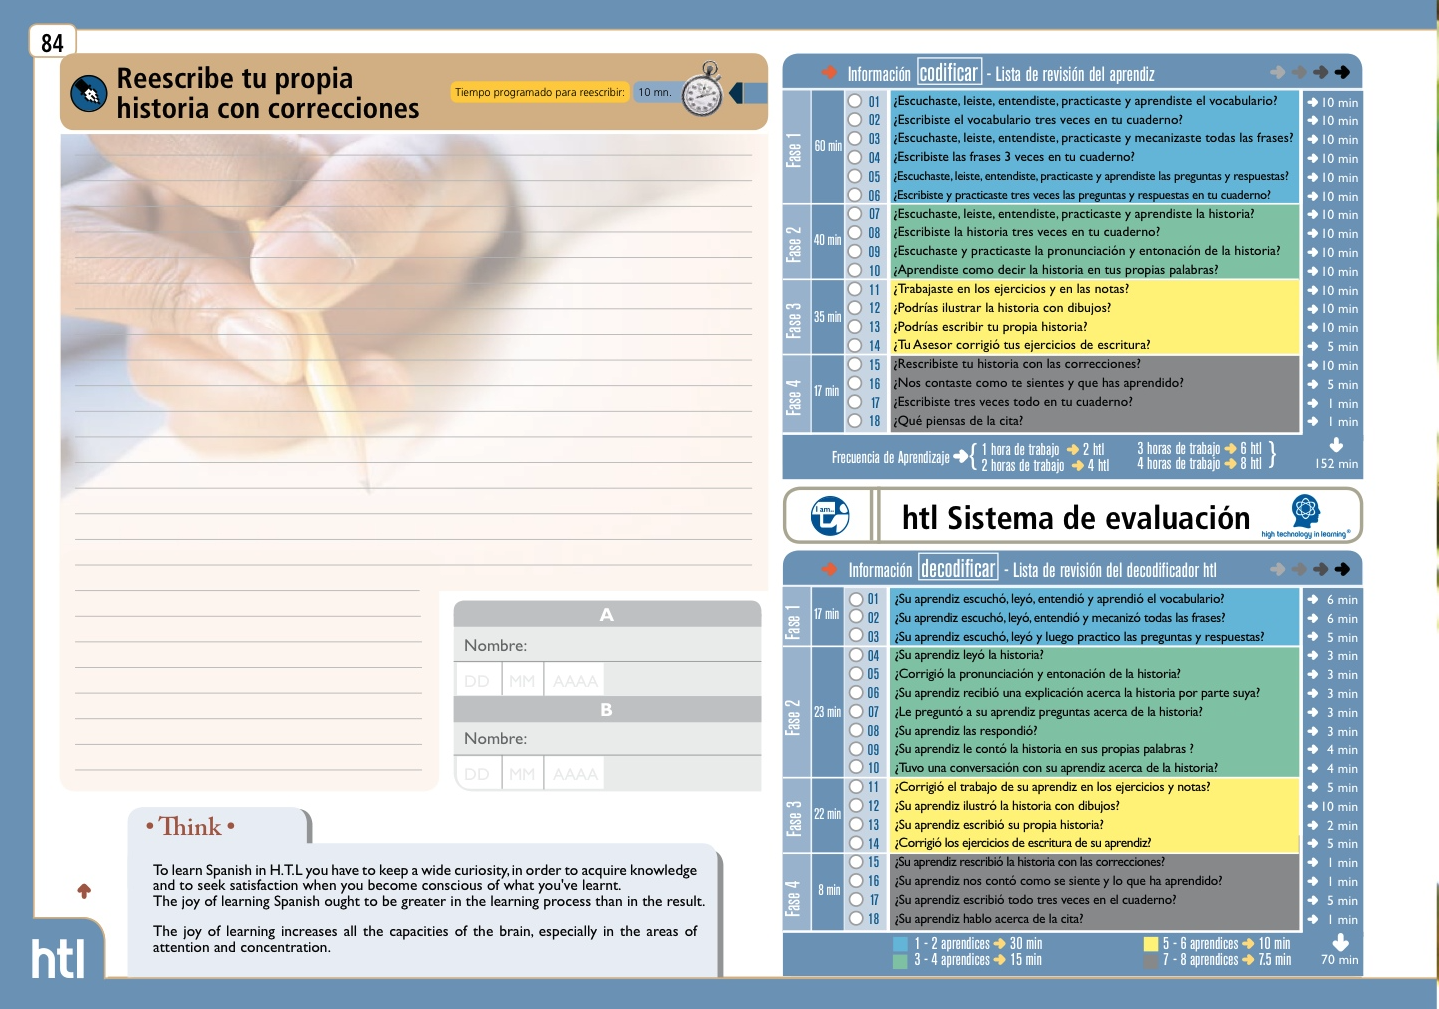 84
Reescribe tu propia
historia con correcciones
Tiempo programado para reescribir:
10 mn.
A
Nombre:
DD MM AAAA
B
Nombre:
DD MM AAAA
• Think •
To learn Spanish in H.T.L you have to keep a wide curiosity, in order to acquire knowledge
and to seek satisfaction when you become conscious of what you've learnt.
The joy of learning Spanish ought to be greater in the learning process than in the result.
The joy of learning increases all the capacities of the brain, especially in the areas of
attention and concentration.
htl
Información codificar - Lista de revisión del aprendiz
Fase 1
60 min
01 ¿Escuchaste, leiste, entendiste, practicaste y aprendiste el vocabulario? 10 min
02 ¿Escribiste el vocabulario tres veces en tu cuaderno? 10 min
03 ¿Escuchaste, leiste, entendiste, practicaste y mecanizaste todas las frases? 10 min
04 ¿Escribiste las frases 3 veces en tu cuaderno? 10 min
05 ¿Escuchaste, leiste, entendiste, practicaste y aprendiste las preguntas y respuestas? 10 min
06 ¿Escribiste y practicaste tres veces las preguntas y respuestas en tu cuaderno? 10 min
Fase 2
40 min
07 ¿Escuchaste, leiste, entendiste, practicaste y aprendiste la historia? 10 min
08 ¿Escribiste la historia tres veces en tu cuaderno? 10 min
09 ¿Escuchaste y practicaste la pronunciación y entonación de la historia? 10 min
10 ¿Aprendiste como decir la historia en tus propias palabras? 10 min
Fase 3
35 min
11 ¿Trabajaste en los ejercicios y en las notas? 10 min
12 ¿Podrías ilustrar la historia con dibujos? 10 min
13 ¿Podrías escribir tu propia historia? 10 min
14 ¿Tu Asesor corrigió tus ejercicios de escritura? 5 min
Fase 4
17 min
15 ¿Rescribiste tu historia con las correcciones? 10 min
16 ¿Nos contaste como te sientes y que has aprendido? 5 min
17 ¿Escribiste tres veces todo en tu cuaderno? 1 min
18 ¿Qué piensas de la cita? 1 min
Frecuencia de Aprendizaje
{ 1 hora de trabajo 2 htl 3 horas de trabajo 6 htl }
2 horas de trabajo 4 htl 4 horas de trabajo 8 htl
152 min
I am...
htl Sistema de evaluación
high technology in learning®
Información decodificar - Lista de revisión del decodificador htl
Fase 1
17 min
01 ¿Su aprendiz escuchó, leyó, entendió y aprendió el vocabulario? 6 min
02 ¿Su aprendiz escuchó, leyó, entendió y mecanizó todas las frases? 6 min
03 ¿Su aprendiz escuchó, leyó y luego practico las preguntas y respuestas? 5 min
Fase 2
23 min
04 ¿Su aprendiz leyó la historia? 3 min
05 ¿Corrigió la pronunciación y entonación de la historia? 3 min
06 ¿Su aprendiz recibió una explicación acerca la historia por parte suya? 3 min
07 ¿Le preguntó a su aprendiz preguntas acerca de la historia? 3 min
08 ¿Su aprendiz las respondió? 3 min
09 ¿Su aprendiz le contó la historia en sus propias palabras ? 4 min
10 ¿Tuvo una conversación con su aprendiz acerca de la historia? 4 min
Fase 3
22 min
11 ¿Corrigió el trabajo de su aprendiz en los ejercicios y notas? 5 min
12 ¿Su aprendiz ilustró la historia con dibujos? 10 min
13 ¿Su aprendiz escribió su propia historia? 2 min
14 ¿Corrigió los ejercicios de escritura de su aprendiz? 5 min
Fase 4
8 min
15 ¿Su aprendiz rescribió la historia con las correcciones? 1 min
16 ¿Su aprendiz nos contó como se siente y lo que ha aprendido? 1 min
17 ¿Su aprendiz escribió todo tres veces en el cuaderno? 5 min
18 ¿Su aprendiz hablo acerca de la cita? 1 min
1 - 2 aprendices 30 min 5 - 6 aprendices 10 min
3 - 4 aprendices 15 min 7 - 8 aprendices 7.5 min
70 min